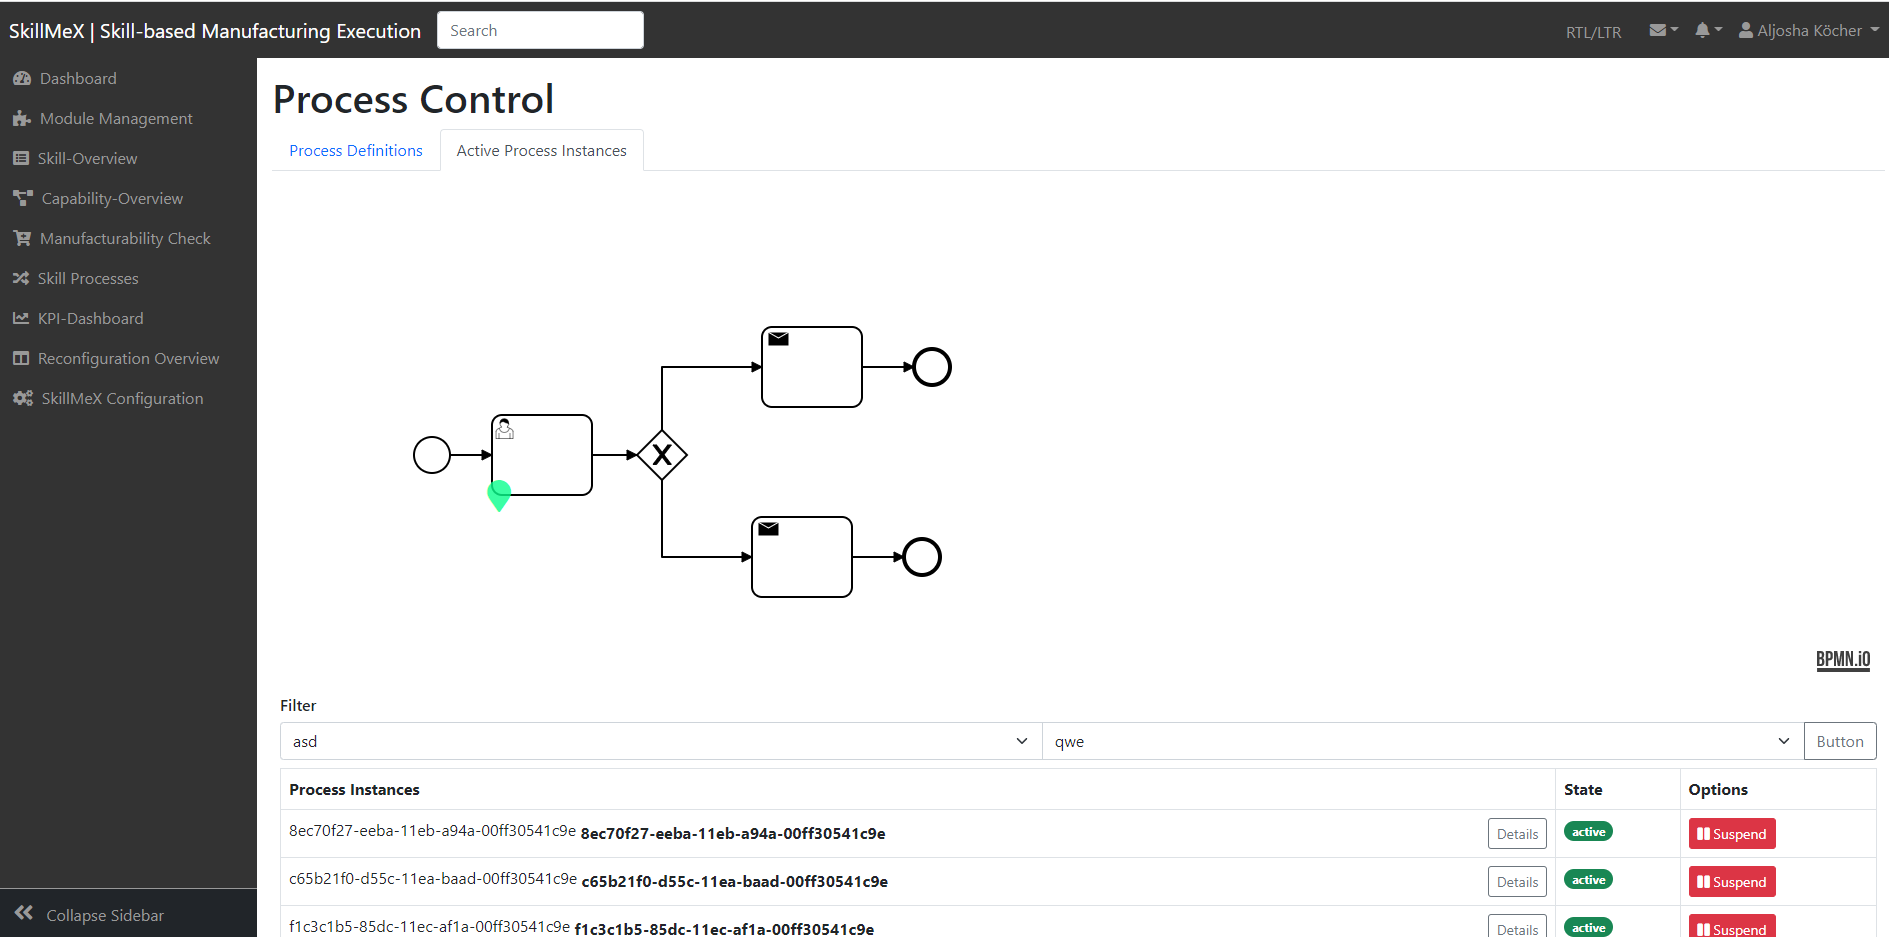 SkillMeX | Skill-based Manufacturing Execution
Search
RTL/LTR
Aljosha Köcher
Dashboard
Module Management
Skill-Overview
Capability-Overview
Manufacturability Check
Skill Processes
KPI-Dashboard
Reconfiguration Overview
SkillMeX Configuration
Collapse Sidebar
Process Control
Process Definitions
Active Process Instances
X
BPMN.iO
Filter
asd
qwe
Button
Process Instances
State
Options
8ec70f27-eeba-11eb-a94a-00ff30541c9e 8ec70f27-eeba-11eb-a94a-00ff30541c9e
Details
active
Suspend
c65b21f0-d55c-11ea-baad-00ff30541c9e c65b21f0-d55c-11ea-baad-00ff30541c9e
Details
active
Suspend
f1c3c1b5-85dc-11ec-af1a-00ff30541c9e f1c3c1b5-85dc-11ec-af1a-00ff30541c9e
Details
active
Suspend